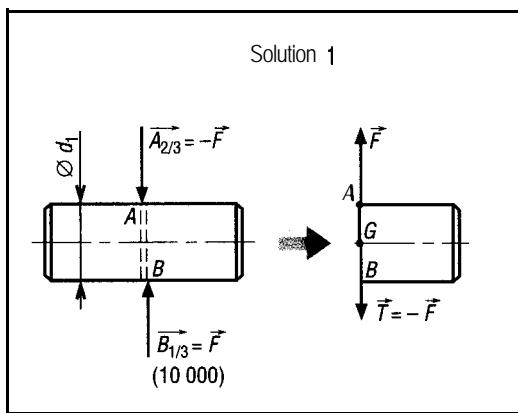 Solution 1
Ø d₁
A₂/₃ = -F
A
B
B₁/₃ = F
(10 000)
F
A
G
B
T = - F